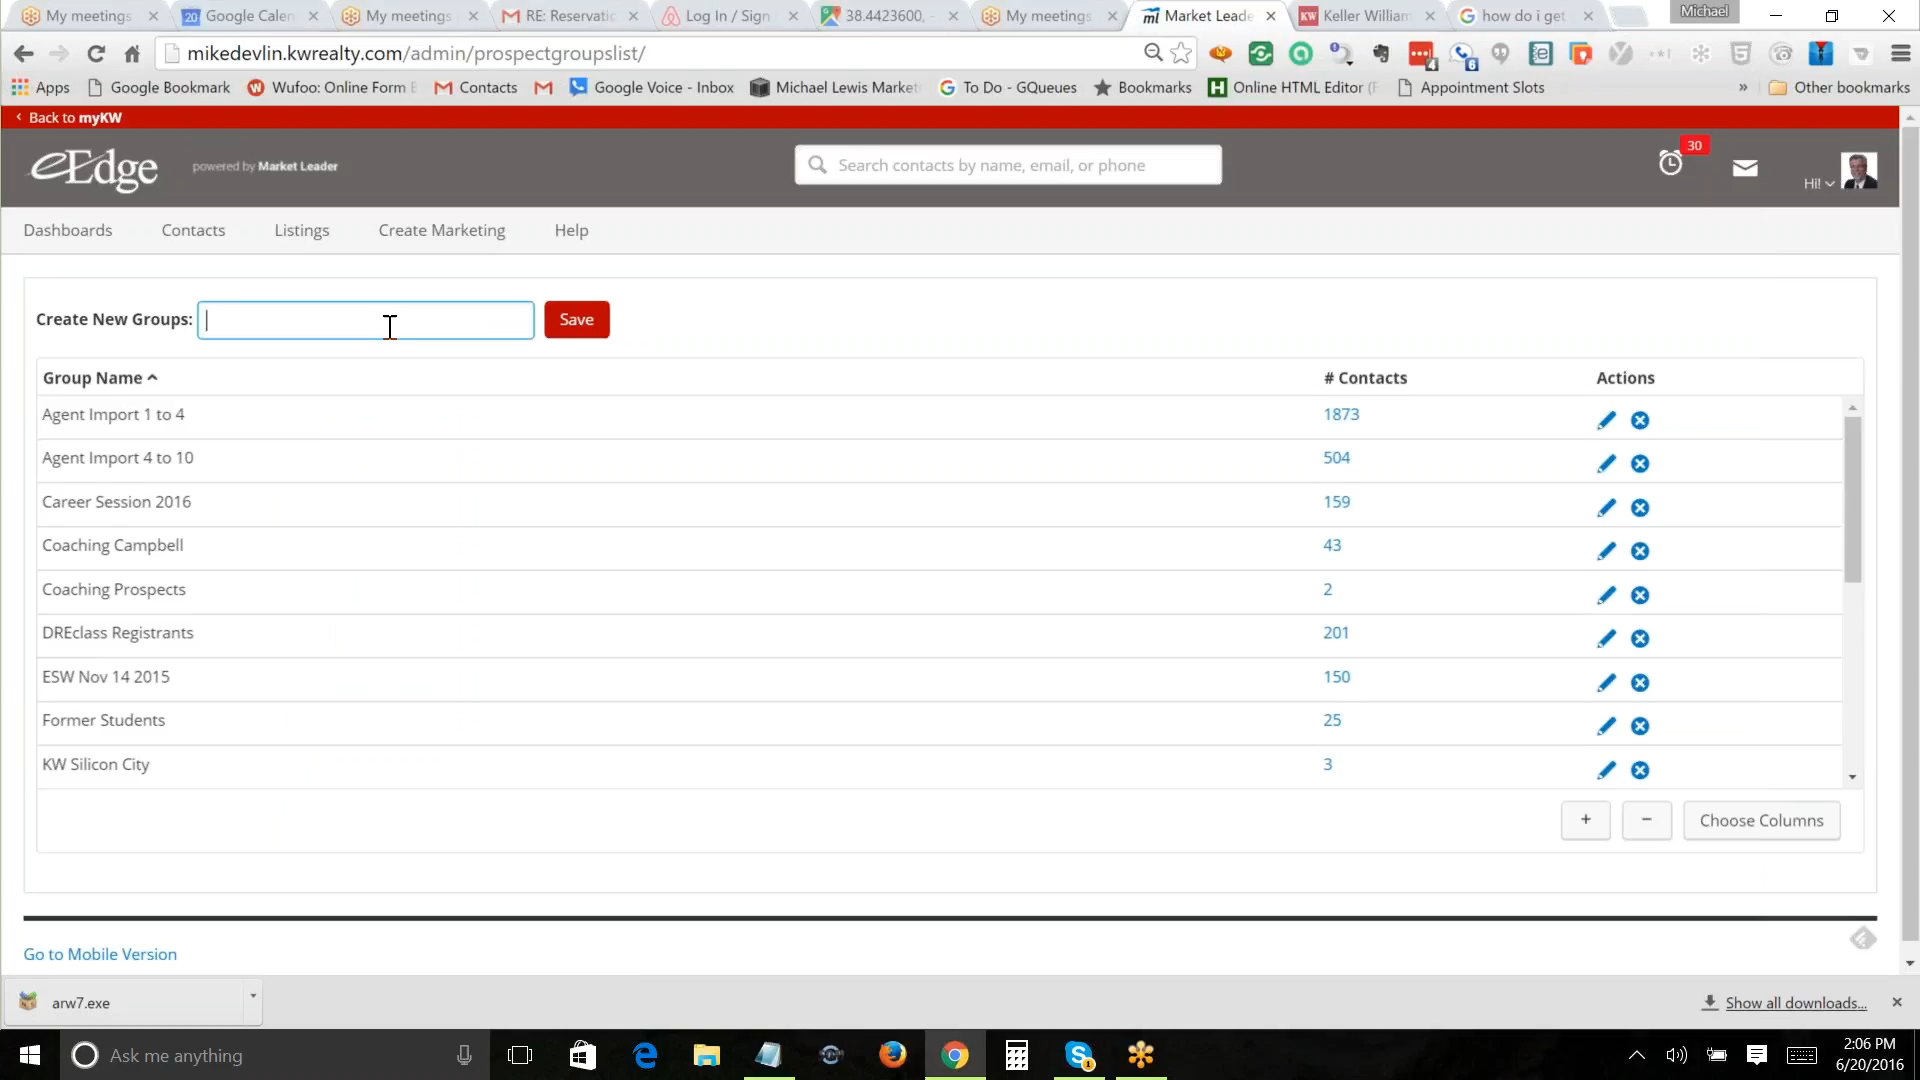 My meetings
Google Calen
My meetings
RE: Reservatio
Log In / Sign
38.4423600, -
My meetings
Market Leade
Keller William
how do i get
Michael
mikedevlin.kwrealty.com/admin/prospectgroupslist/
4
6
Apps
Google Bookmark
Wufoo: Online Form B
Contacts
Google Voice - Inbox
Michael Lewis Market
To Do - GQueues
Bookmarks
Online HTML Editor (F
Appointment Slots
»
Other bookmarks
‹ Back to myKW
eEdge
powered by Market Leader
Search contacts by name, email, or phone
30
Hi!
Dashboards
Contacts
Listings
Create Marketing
Help
Create New Groups:
Save
Group Name # Contacts Actions
Agent Import 1 to 4 1873
Agent Import 4 to 10 504
Career Session 2016 159
Coaching Campbell 43
Coaching Prospects 2
DREclass Registrants 201
ESW Nov 14 2015 150
Former Students 25
KW Silicon City 3
+
−
Choose Columns
Go to Mobile Version
arw7.exe
Show all downloads...
Ask me anything
2:06 PM
6/20/2016